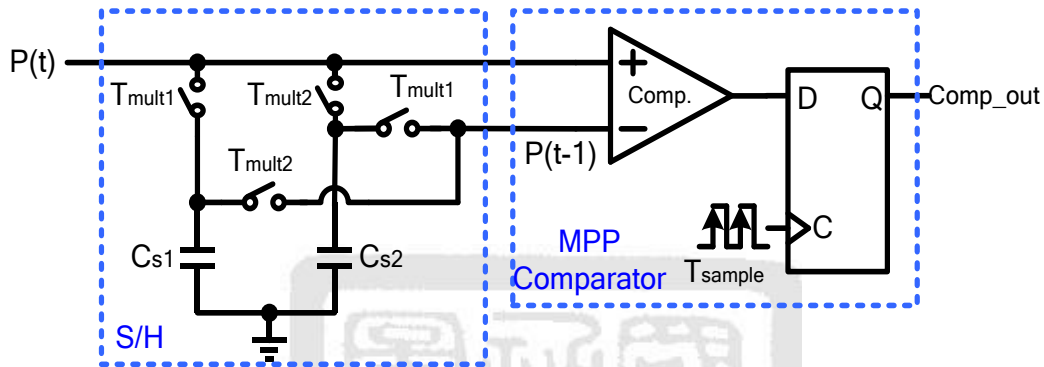 P(t)
Tmult1
Tmult2
Tmult1
Tmult2
Cs1
Cs2
S/H
P(t-1)
+
Comp.
−
D
Q
C
Comp_out
Tsample
MPP
Comparator